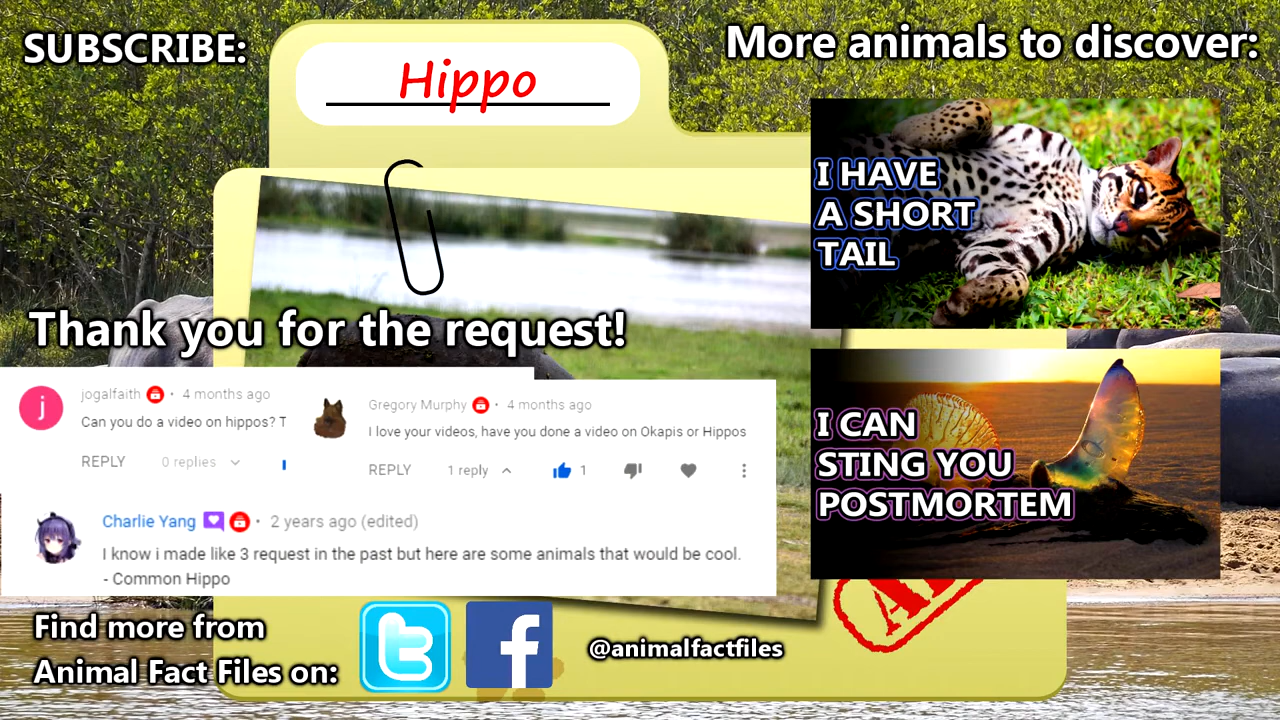 SUBSCRIBE:
Hippo
More animals to discover:
I HAVE
A SHORT
TAIL
Thank you for the request!
jogalfaith · 4 months ago
Can you do a video on hippos? T
REPLY 0 replies
Gregory Murphy · 4 months ago
I love your videos, have you done a video on Okapis or Hippos
REPLY 1 reply 1
I CAN
STING YOU
POSTMORTEM
Charlie Yang · 2 years ago (edited)
I know i made like 3 request in the past but here are some animals that would be cool.
- Common Hippo
Find more from
Animal Fact Files on:
@animalfactfiles